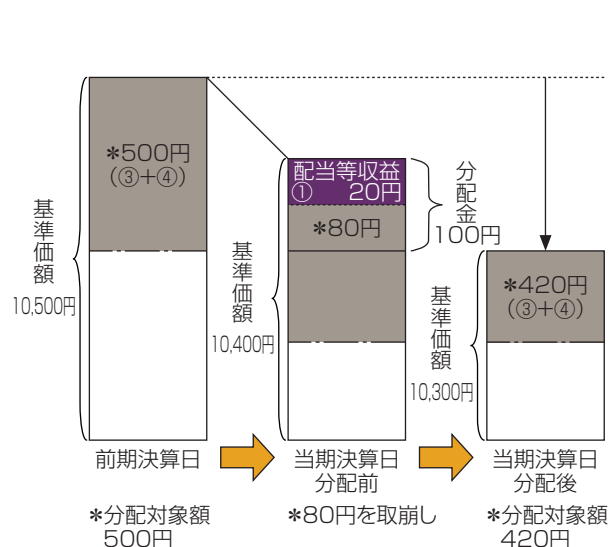 *500円
(③+④)
基準価額
10,500円
配当等収益
① 20円
*80円
分配金
100円
基準価額
10,400円
*420円
(③+④)
基準価額
10,300円
前期決算日
当期決算日
分配前
当期決算日
分配後
*分配対象額
500円
*80円を取崩し
*分配対象額
420円